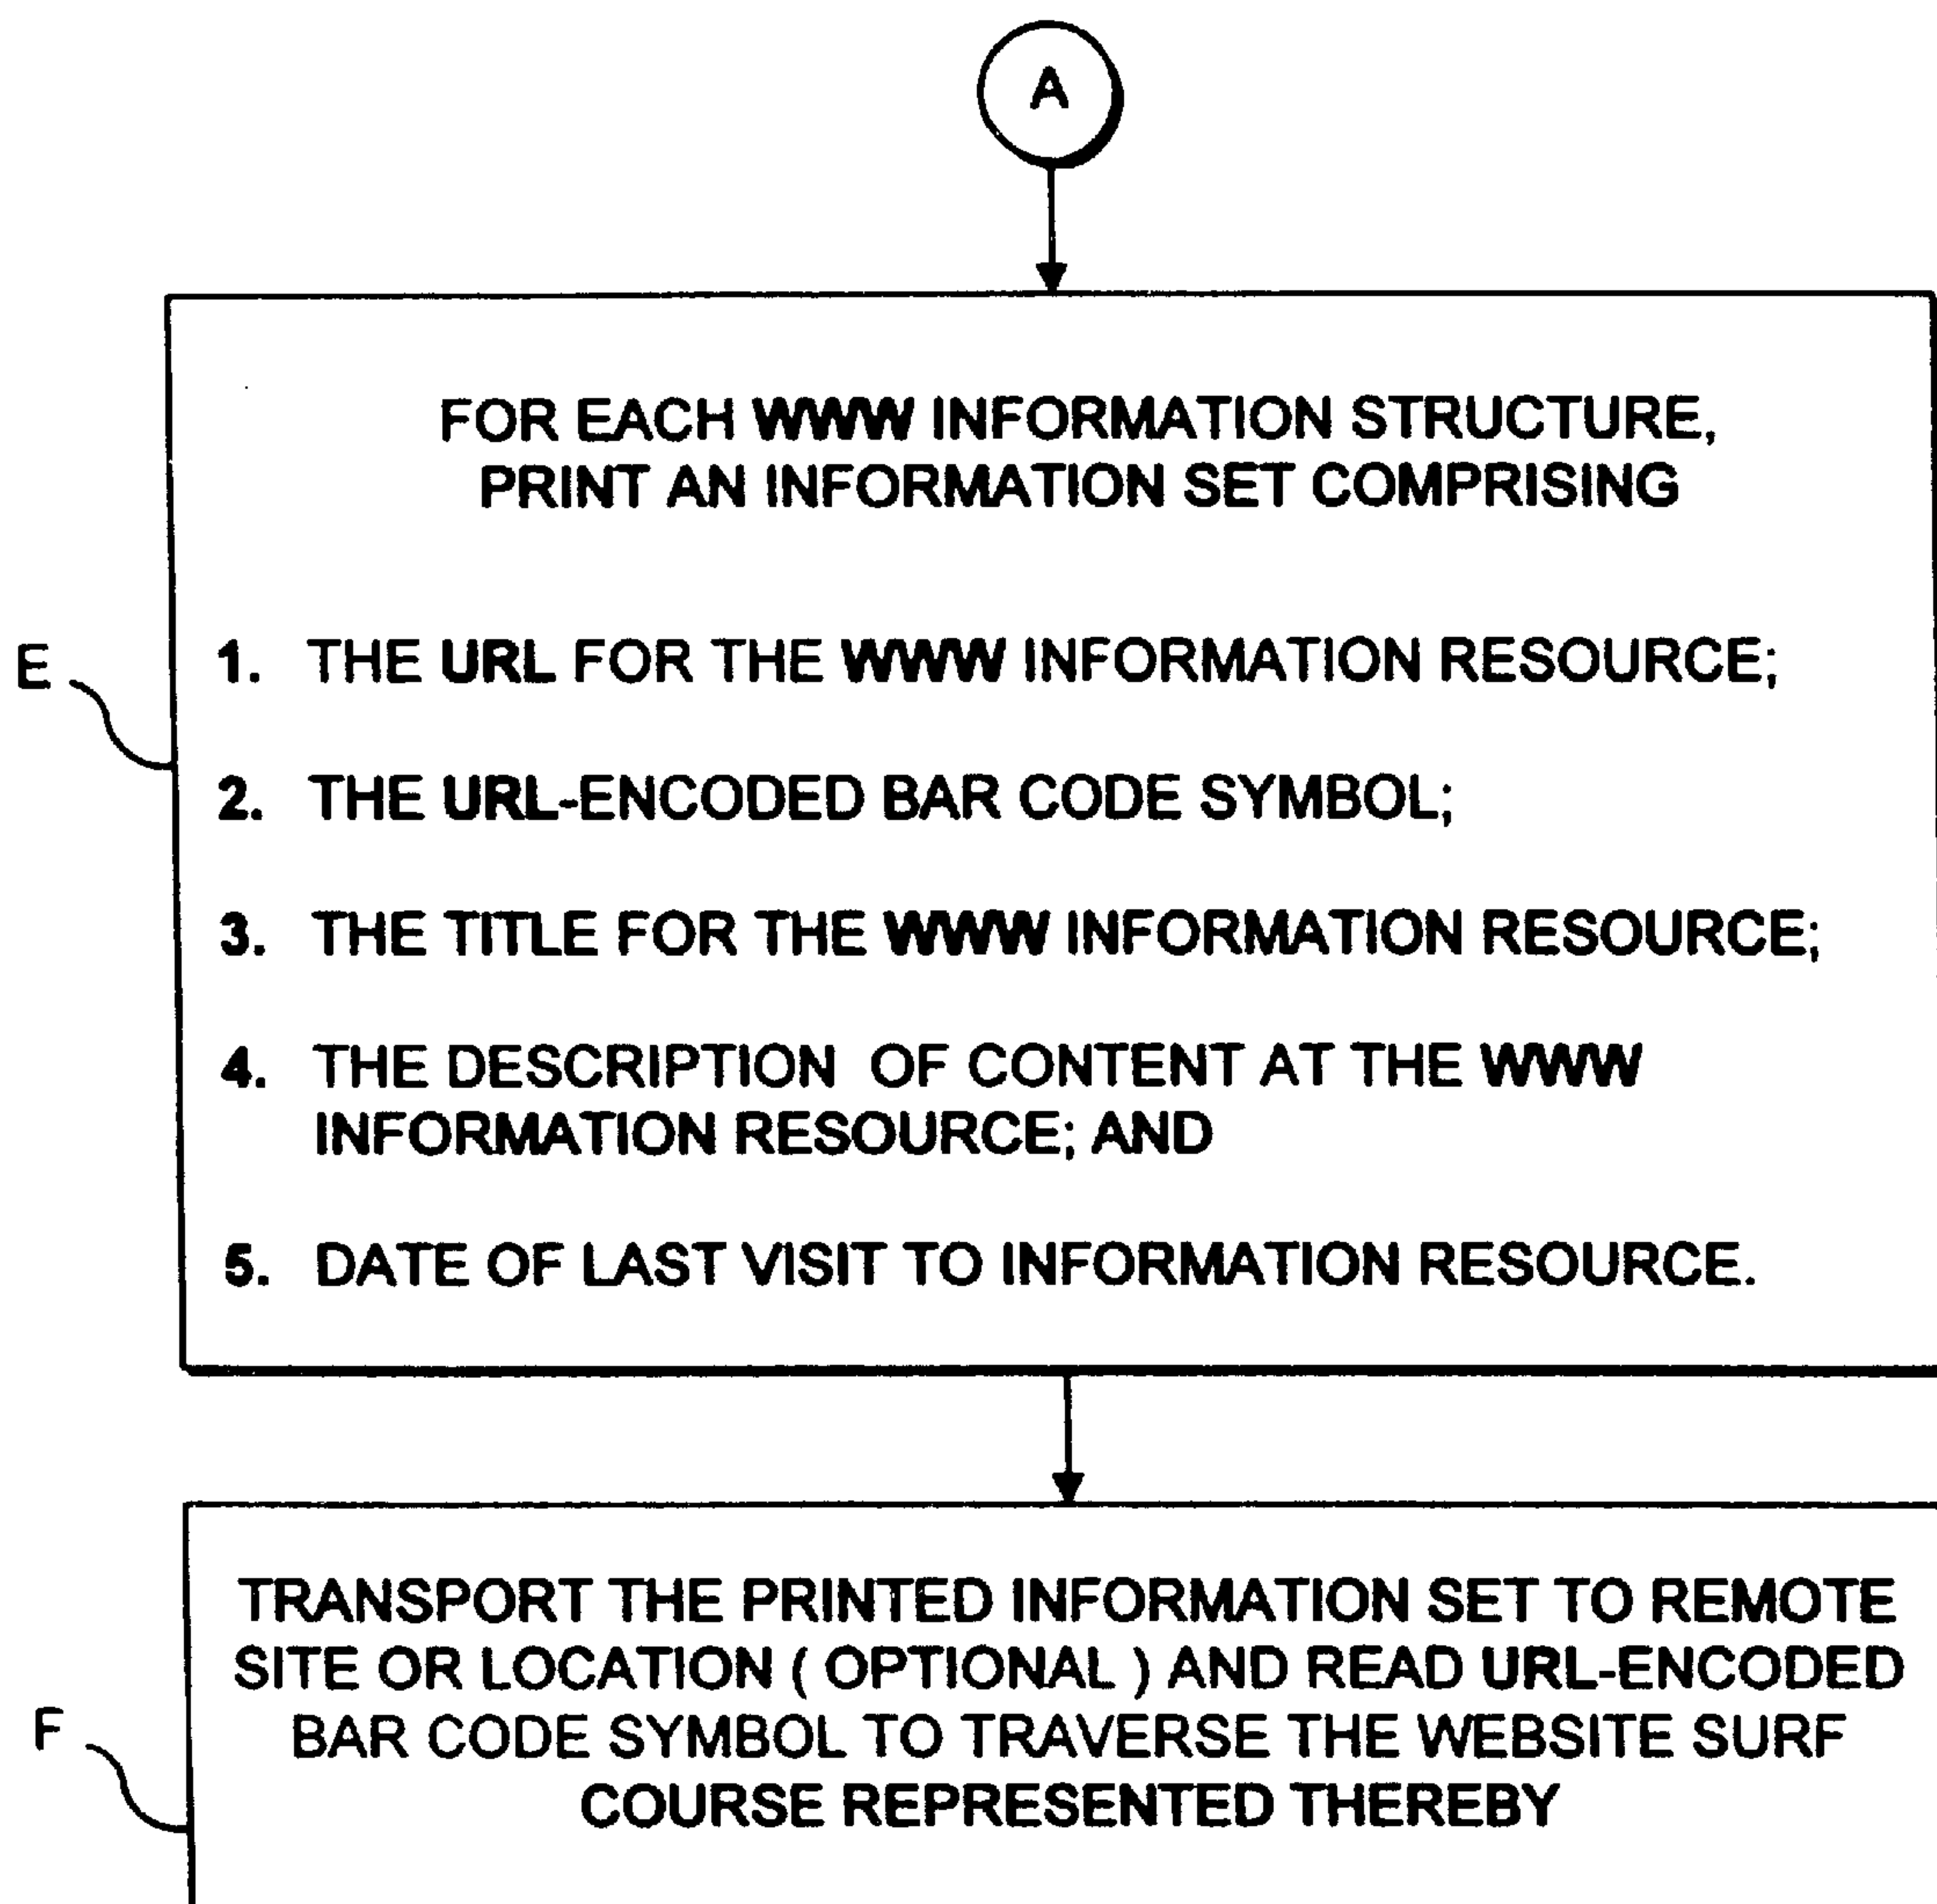 A
FOR EACH WWW INFORMATION STRUCTURE,
PRINT AN INFORMATION SET COMPRISING
E
1. THE URL FOR THE WWW INFORMATION RESOURCE;
2. THE URL-ENCODED BAR CODE SYMBOL;
3. THE TITLE FOR THE WWW INFORMATION RESOURCE;
4. THE DESCRIPTION OF CONTENT AT THE WWW
INFORMATION RESOURCE; AND
5. DATE OF LAST VISIT TO INFORMATION RESOURCE.
TRANSPORT THE PRINTED INFORMATION SET TO REMOTE
SITE OR LOCATION ( OPTIONAL ) AND READ URL-ENCODED
F
BAR CODE SYMBOL TO TRAVERSE THE WEBSITE SURF
COURSE REPRESENTED THEREBY